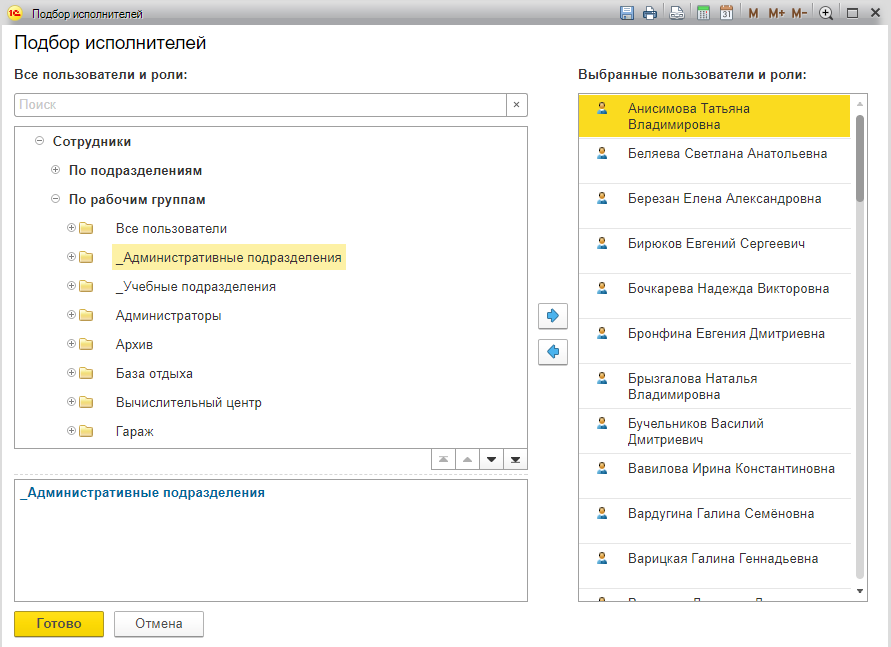 1С Подбор исполнителей M M+ M- 31
Подбор исполнителей
Все пользователи и роли:
Поиск
Сотрудники
По подразделениям
По рабочим группам
Все пользователи
_Административные подразделения
_Учебные подразделения
Администраторы
Архив
База отдыха
Вычислительный центр
Гараж
_Административные подразделения
Готово Отмена
Выбранные пользователи и роли:
Анисимова Татьяна
Владимировна
Беляева Светлана Анатольевна
Березан Елена Александровна
Бирюков Евгений Сергеевич
Бочкарева Надежда Викторовна
Бронфина Евгения Дмитриевна
Брызгалова Наталья
Владимировна
Бучельников Василий
Дмитриевич
Вавилова Ирина Константиновна
Вардугина Галина Семёновна
Варицкая Галина Геннадьевна